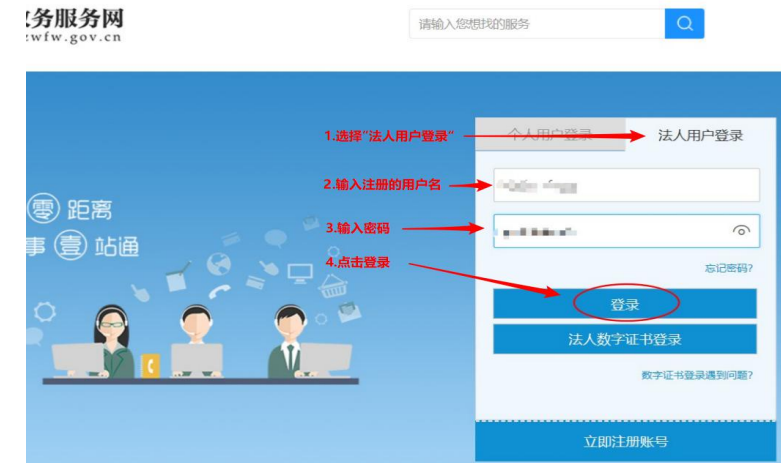 务服务网
zwfw.gov.cn
请输入您想找的服务
1.选择"法人用户登录"
个人用户登录
法人用户登录
2.输入注册的用户名
3.输入密码
零距离
事壹站通
4.点击登录
忘记密码?
登录
法人数字证书登录
数字证书登录遇到问题?
立即注册账号